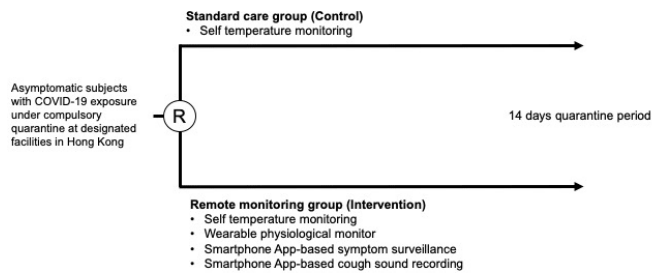 Standard care group (Control)
• Self temperature monitoring
Asymptomatic subjects
with COVID-19 exposure
under compulsory
quarantine at designated
facilities in Hong Kong
R
14 days quarantine period
Remote monitoring group (Intervention)
• Self temperature monitoring
• Wearable physiological monitor
• Smartphone App-based symptom surveillance
• Smartphone App-based cough sound recording